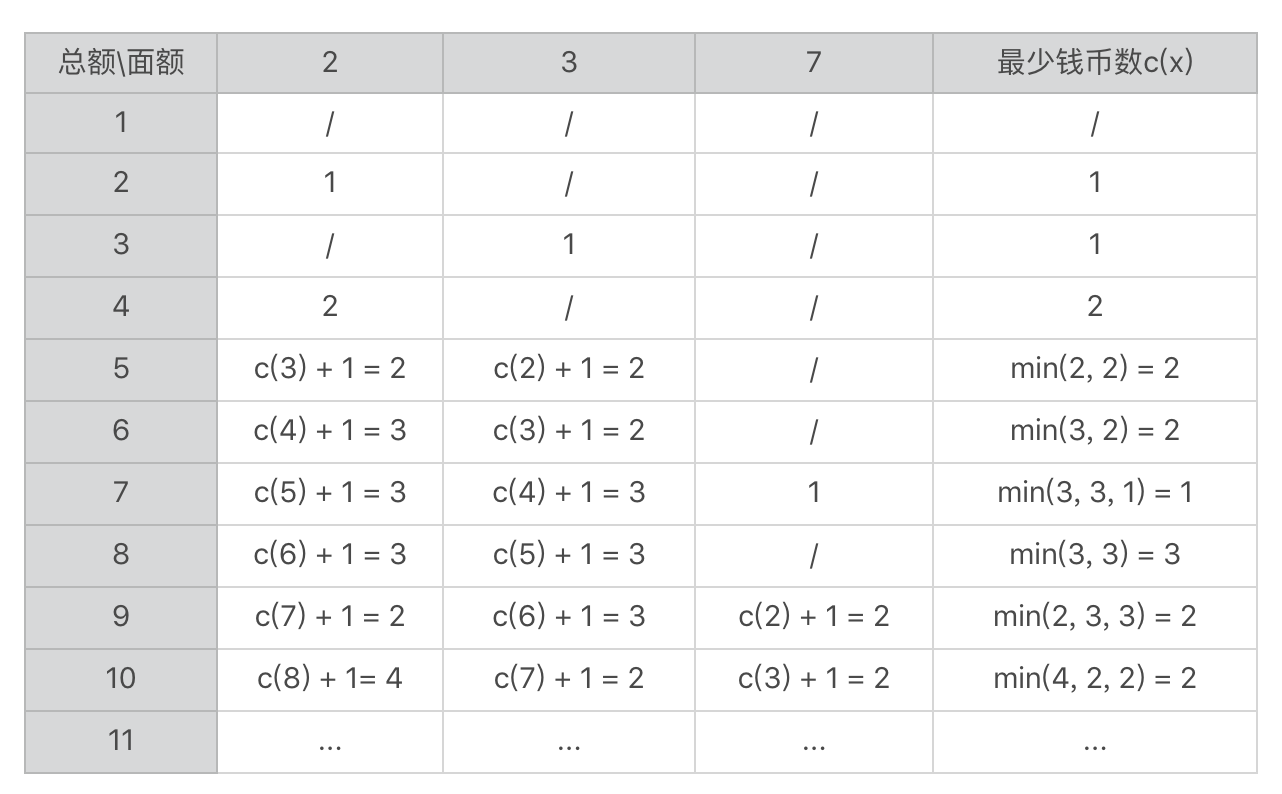 总额\面额 2 3 7 最少钱币数c(x)
1 / / / /
2 1 / / 1
3 / 1 / 1
4 2 / / 2
5 c(3) + 1 = 2 c(2) + 1 = 2 / min(2, 2) = 2
6 c(4) + 1 = 3 c(3) + 1 = 2 / min(3, 2) = 2
7 c(5) + 1 = 3 c(4) + 1 = 3 1 min(3, 3, 1) = 1
8 c(6) + 1 = 3 c(5) + 1 = 3 / min(3, 3) = 3
9 c(7) + 1 = 2 c(6) + 1 = 3 c(2) + 1 = 2 min(2, 3, 3) = 2
10 c(8) + 1= 4 c(7) + 1 = 2 c(3) + 1 = 2 min(4, 2, 2) = 2
11 ... ... ... ...